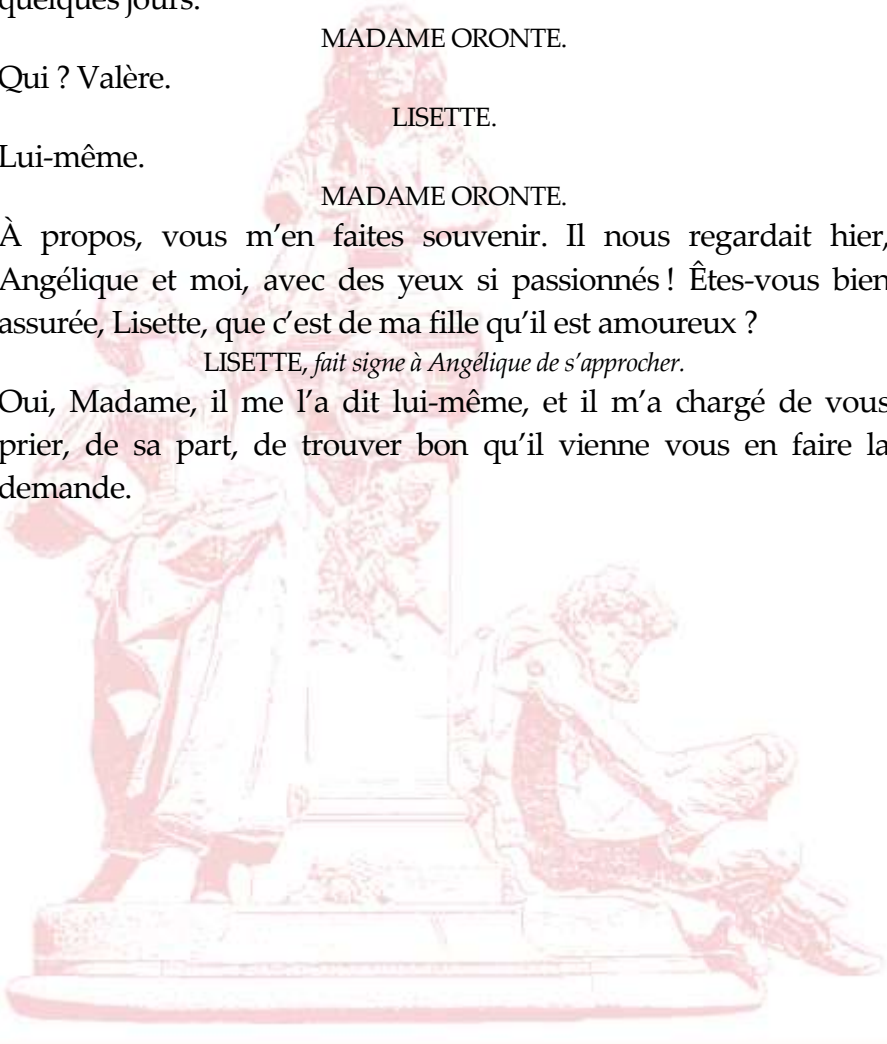 quelques jours.
MADAME ORONTE.
Qui ? Valère.
LISETTE.
Lui-même.
MADAME ORONTE.
À propos, vous m’en faites souvenir. Il nous regardait hier,
Angélique et moi, avec des yeux si passionnés ! Êtes-vous bien
assurée, Lisette, que c’est de ma fille qu’il est amoureux ?
LISETTE, fait signe à Angélique de s’approcher.
Oui, Madame, il me l’a dit lui-même, et il m’a chargé de vous
prier, de sa part, de trouver bon qu’il vienne vous en faire la
demande.